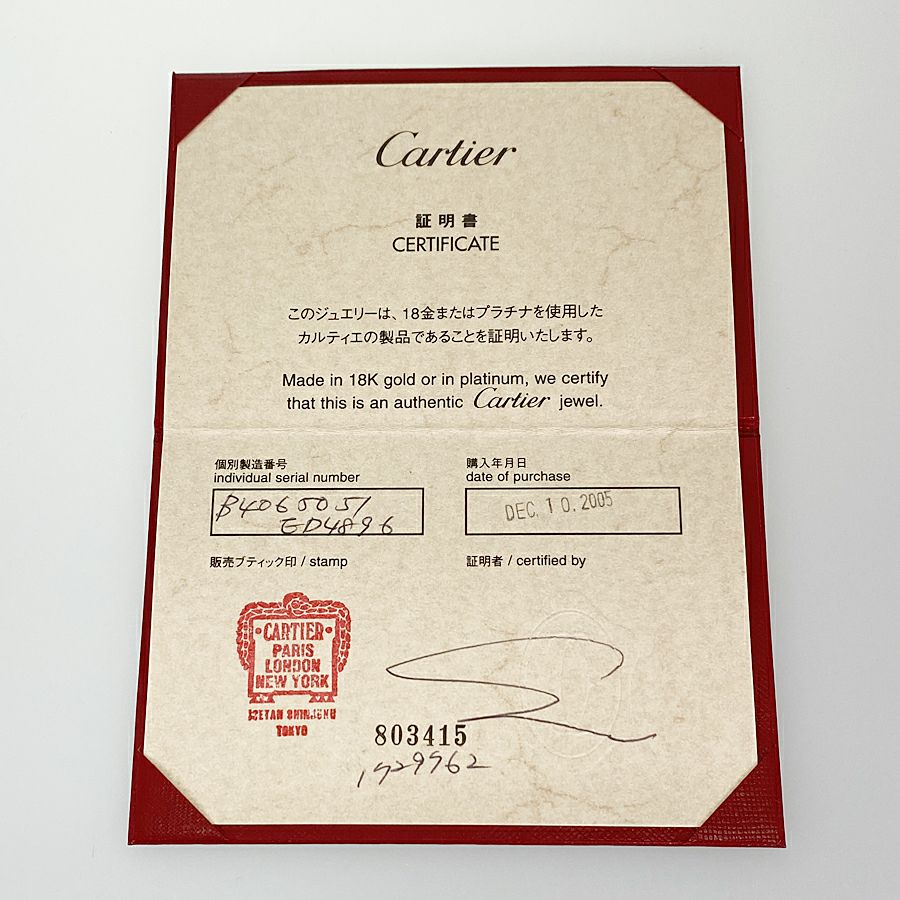 Cartier
証明書
CERTIFICATE
このジュエリーは、18金またはプラチナを使用した
カルティエの製品であることを証明いたします。
Made in 18K gold or in platinum, we certify
that this is an authentic Cartier jewel.
個別製造番号
individual serial number
B4065051
ED4896
購入年月日
date of purchase
DEC. 10. 2005
販売ブティック印 / stamp
証明者 / certified by
·CARTIER·
PARIS
LONDON
NEW YORK
ISETAN SHINJUKU
TOKYO
803415
1729962